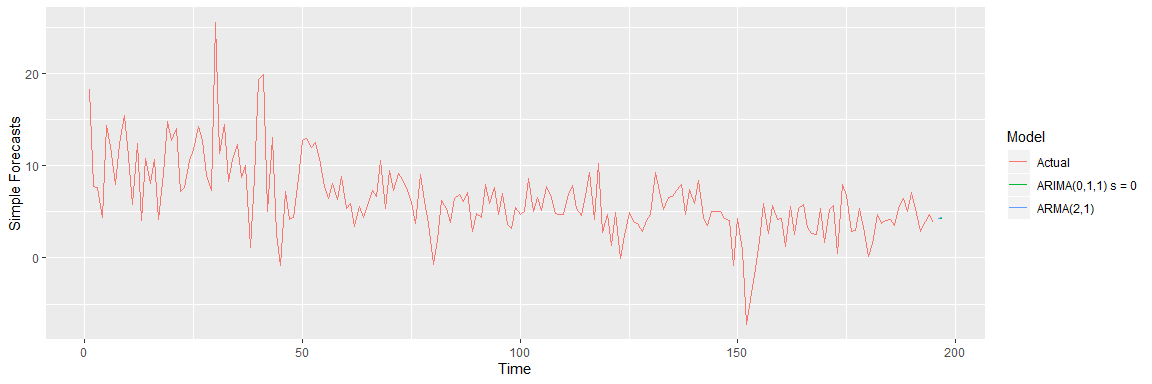 Simple Forecasts
20
10
0
0
50
100
150
200
Time
Model
Actual
ARIMA(0,1,1) s = 0
ARMA(2,1)